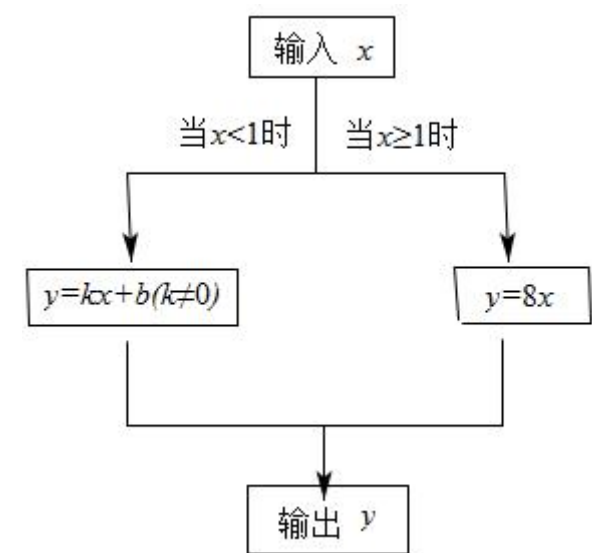 输入 x
当x<1时 当x≥1时
y=kx+b(k≠0) y=8x
输出 y